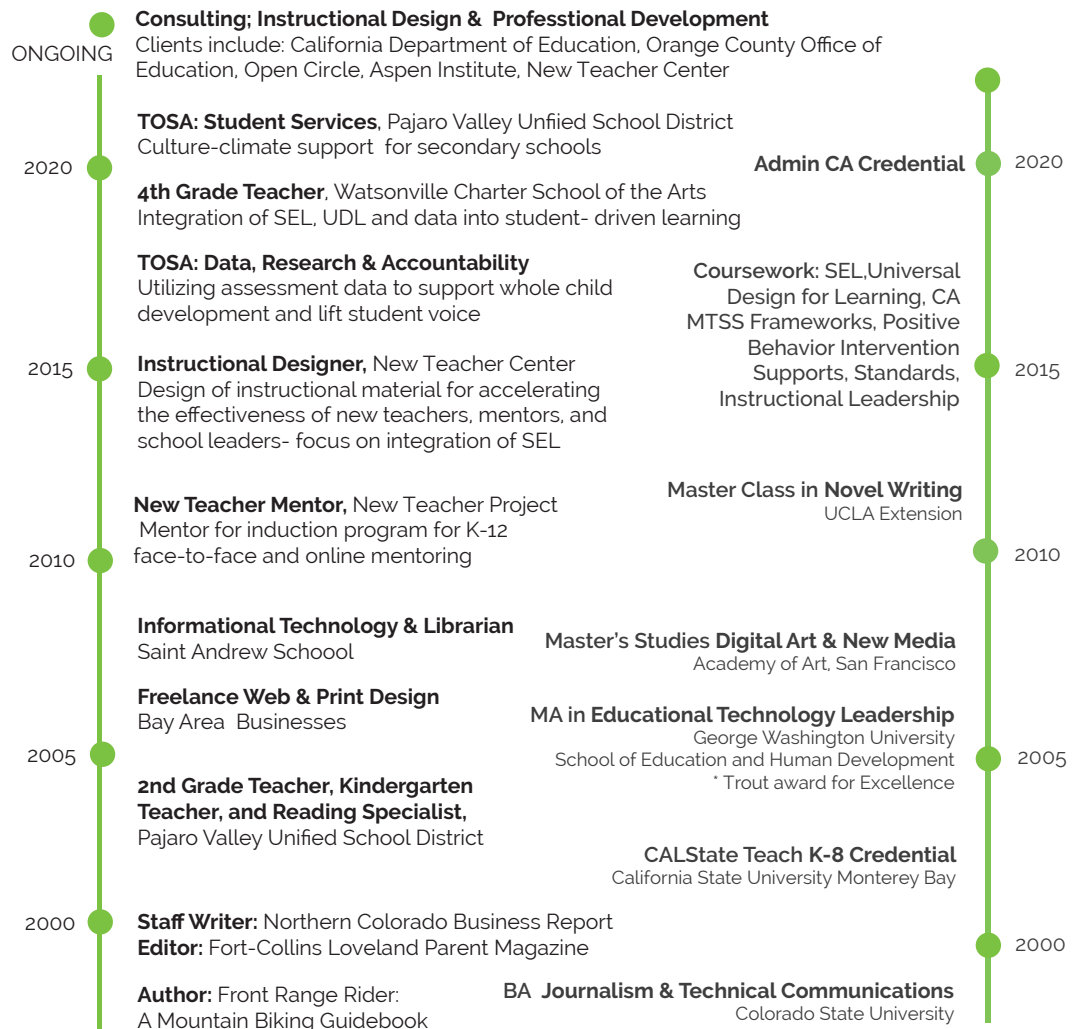 Consulting; Instructional Design & Professtional Development
ONGOING
Clients include: California Department of Education, Orange County Office of
Education, Open Circle, Aspen Institute, New Teacher Center
TOSA: Student Services, Pajaro Valley Unfiied School District
Culture-climate support for secondary schools
2020
4th Grade Teacher, Watsonville Charter School of the Arts
Integration of SEL, UDL and data into student- driven learning
TOSA: Data, Research & Accountability
Utilizing assessment data to support whole child
development and lift student voice
2015
Instructional Designer, New Teacher Center
Design of instructional material for accelerating
the effectiveness of new teachers, mentors, and
school leaders- focus on integration of SEL
New Teacher Mentor, New Teacher Project
Mentor for induction program for K-12
face-to-face and online mentoring
2010
Informational Technology & Librarian
Saint Andrew Schoool
Freelance Web & Print Design
Bay Area Businesses
2005
2nd Grade Teacher, Kindergarten
Teacher, and Reading Specialist,
Pajaro Valley Unified School District
2000
Staff Writer: Northern Colorado Business Report
Editor: Fort-Collins Loveland Parent Magazine
Author: Front Range Rider:
A Mountain Biking Guidebook
Admin CA Credential
2020
Coursework: SEL,Universal
Design for Learning, CA
MTSS Frameworks, Positive
Behavior Intervention
Supports, Standards,
Instructional Leadership
2015
Master Class in Novel Writing
UCLA Extension
2010
Master's Studies Digital Art & New Media
Academy of Art, San Francisco
MA in Educational Technology Leadership
George Washington University
School of Education and Human Development
* Trout award for Excellence
2005
CALState Teach K-8 Credential
California State University Monterey Bay
2000
BA Journalism & Technical Communications
Colorado State University